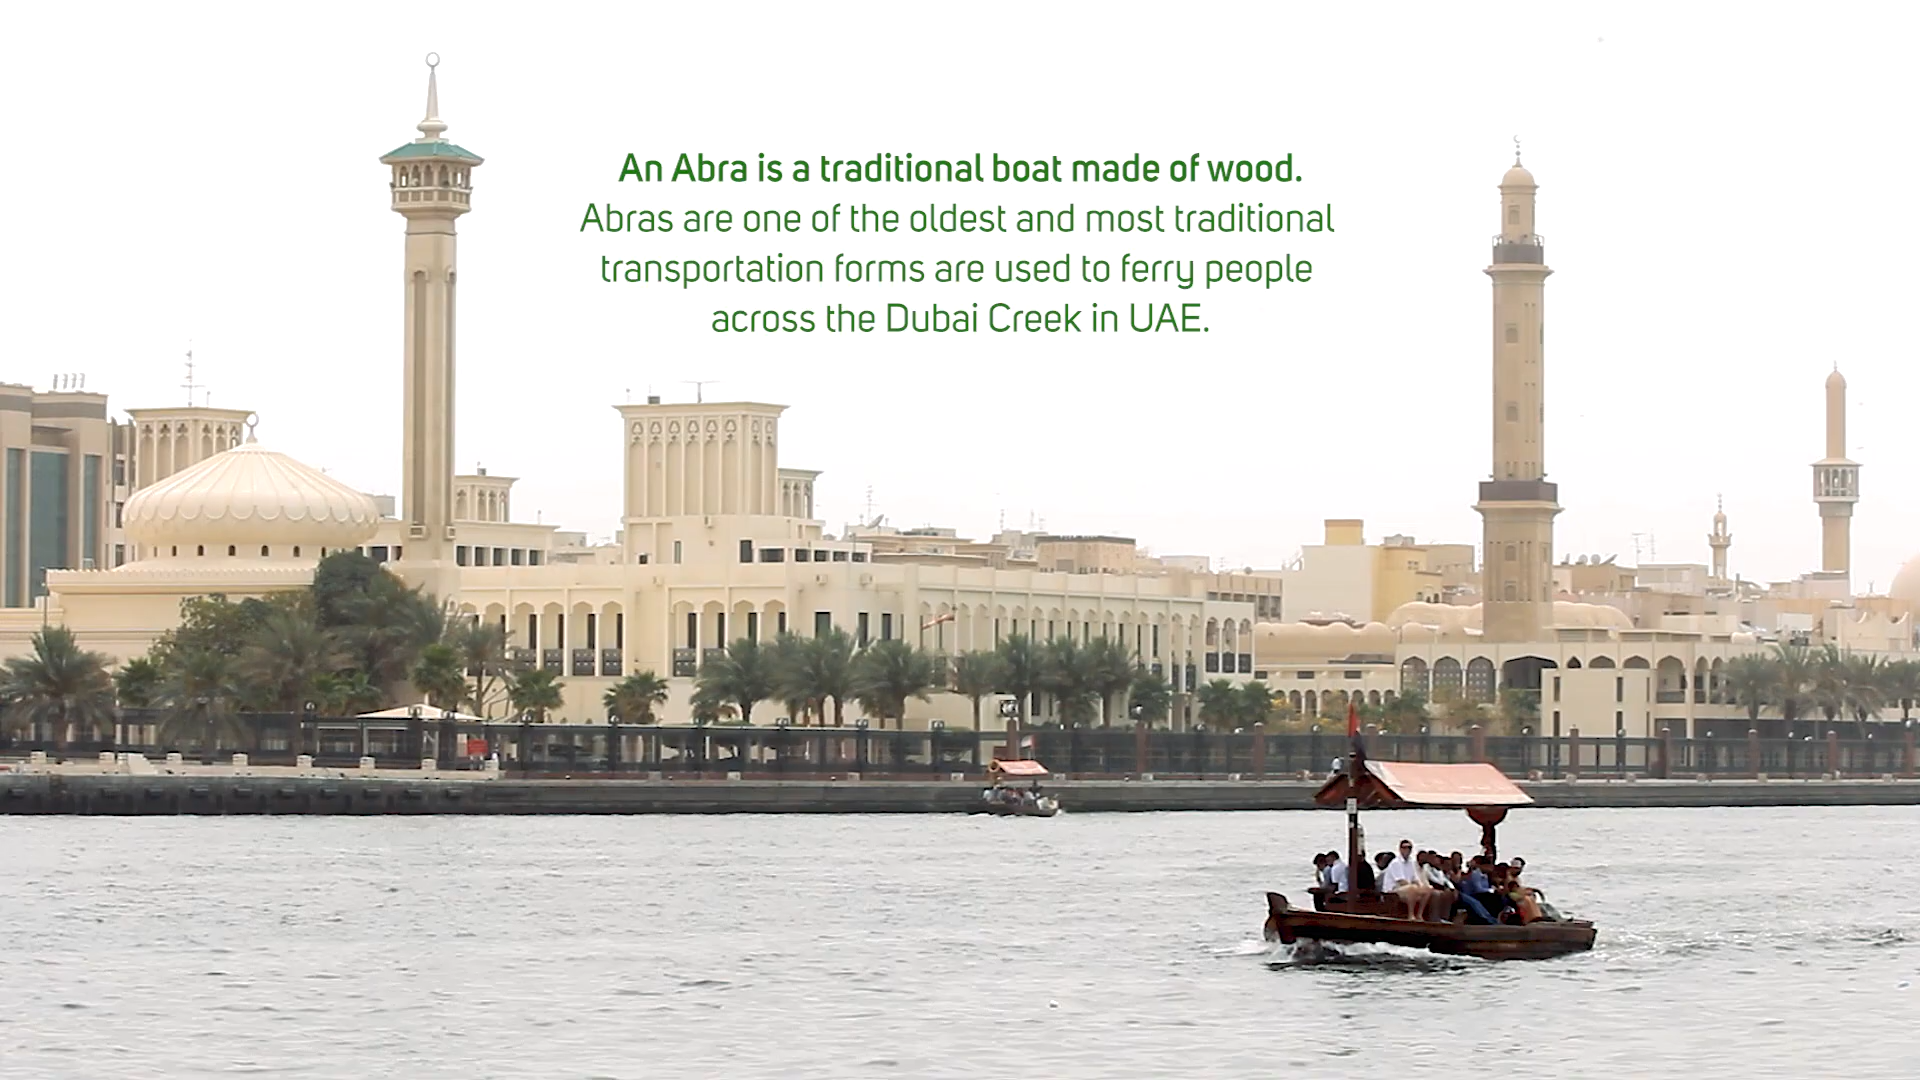 An Abra is a traditional boat made of wood.
Abras are one of the oldest and most traditional
transportation forms are used to ferry people
across the Dubai Creek in UAE.